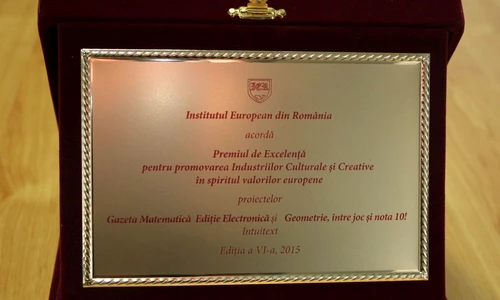 Institutul European din România
acordă
Premiul de Excelență
pentru promovarea Industriilor Culturale și Creative
în spiritul valorilor europene
proiectelor
Gazeta Matematică Ediție Electronică și Geometrie, între joc și nota 10!
Intuitext
Ediția a VI-a, 2015